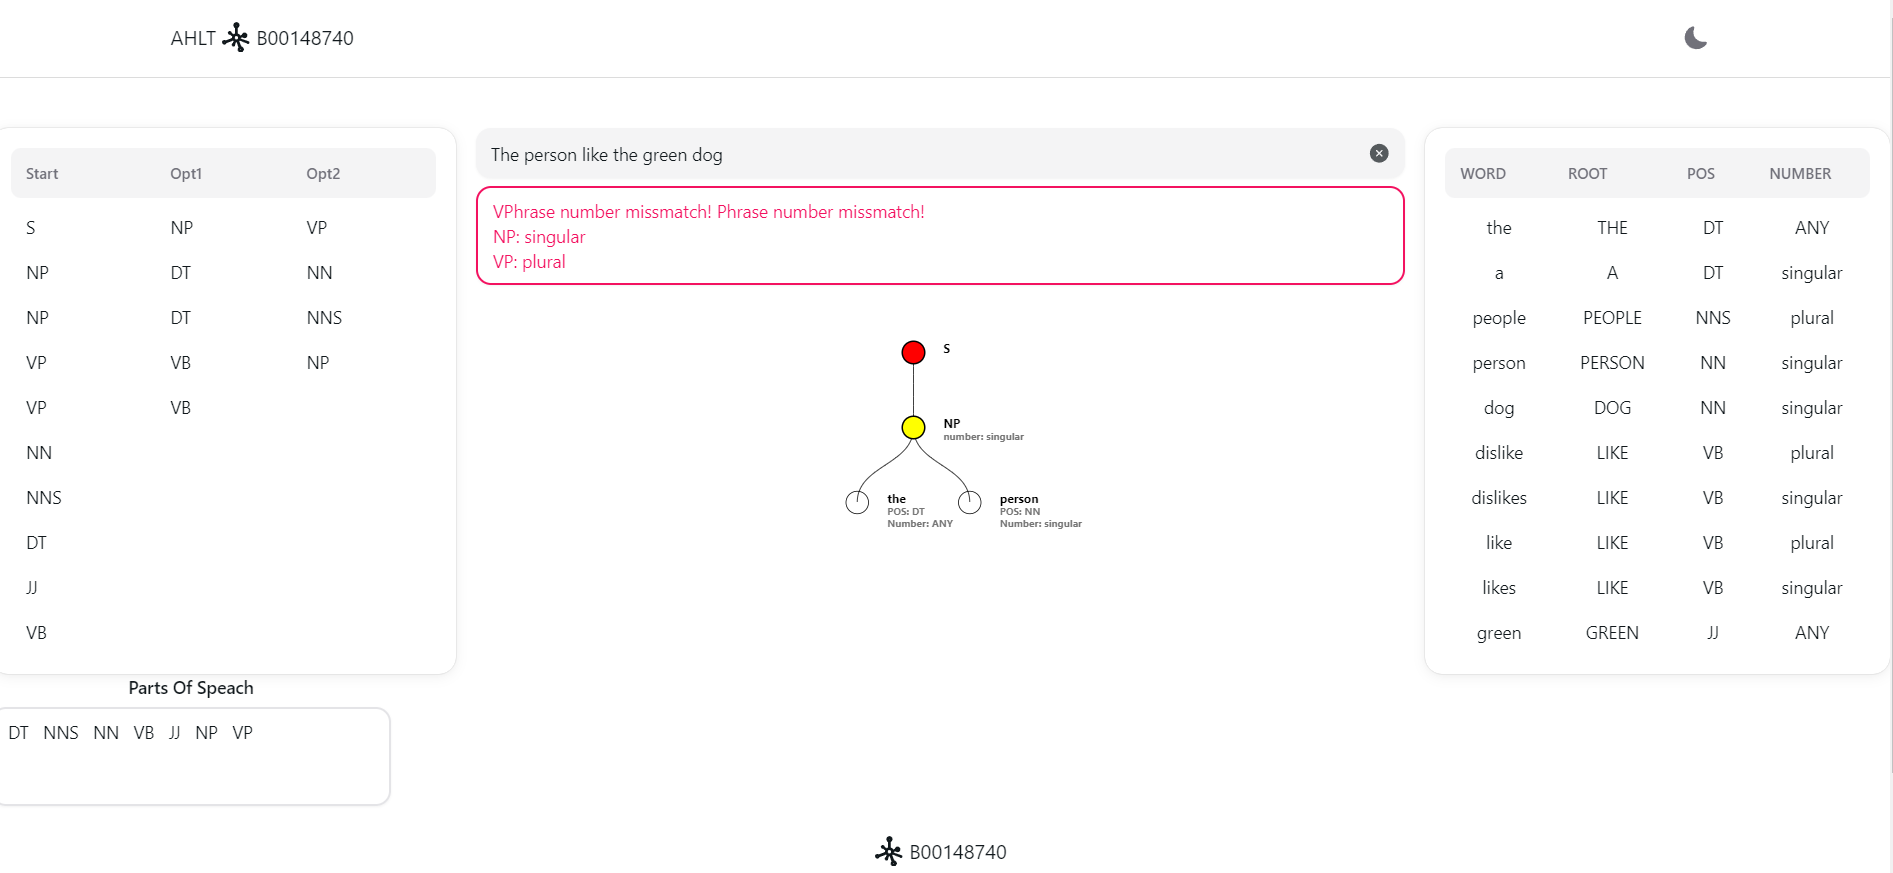 AHLT B00148740
Start Opt1 Opt2
S NP VP
NP DT NN
NP DT NNS
VP VB NP
VP VB
NN
NNS
DT
JJ
VB
Parts Of Speach
DT NNS NN VB JJ NP VP
The person like the green dog
VPhrase number missmatch! Phrase number missmatch!
NP: singular
VP: plural
S
NP
number: singular
the
POS: DT
Number: ANY
person
POS: NN
Number: singular
WORD ROOT POS NUMBER
the THE DT ANY
a A DT singular
people PEOPLE NNS plural
person PERSON NN singular
dog DOG NN singular
dislike LIKE VB plural
dislikes LIKE VB singular
like LIKE VB plural
likes LIKE VB singular
green GREEN JJ ANY
B00148740